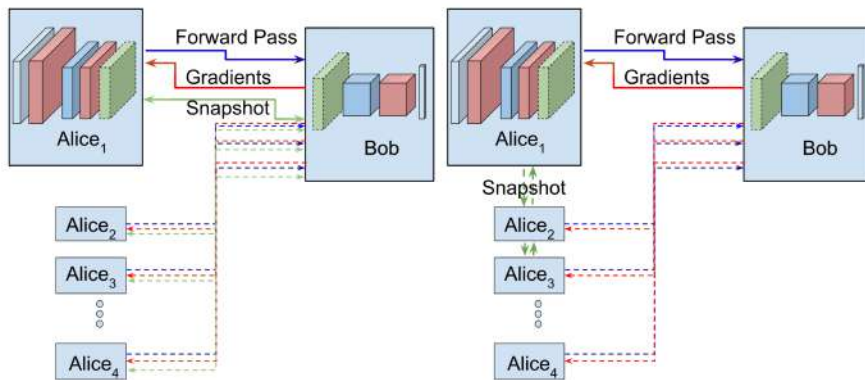 Forward Pass
Gradients
Snapshot
Alice1
Bob
Alice2
Alice3
Alice4
Forward Pass
Gradients
Alice1
Bob
Snapshot
Alice2
Alice3
Alice4